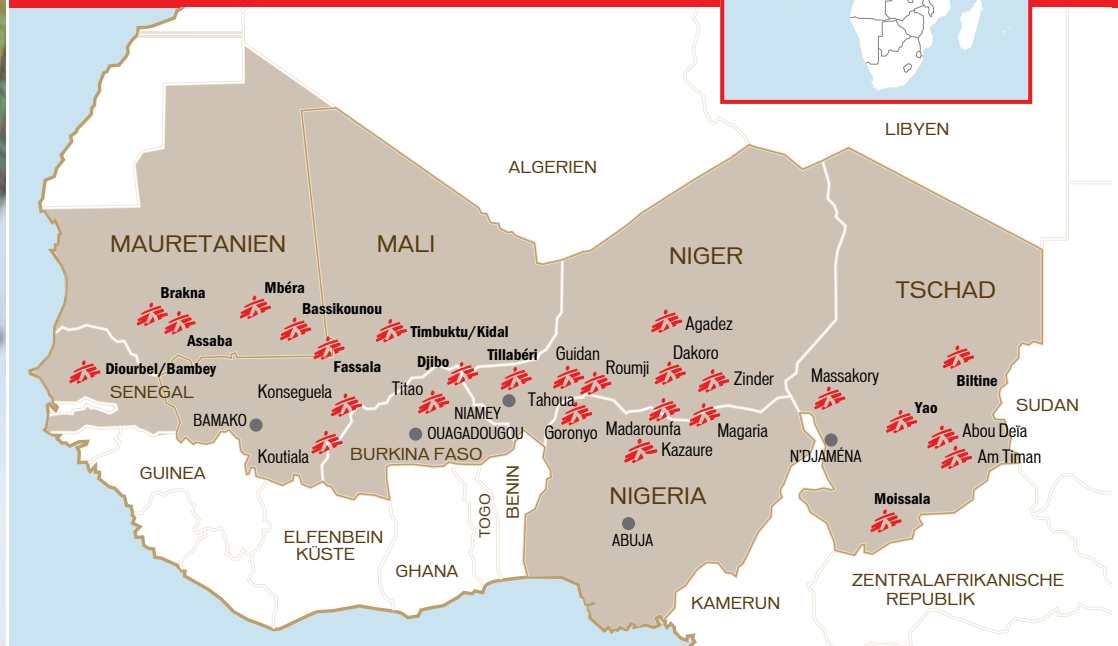 LIBYEN
ALGERIEN
MAURETANIEN
MALI
NIGER
TSCHAD
Brakna
Mbéra
Bassikounou
Assaba
Timbuktu/Kidal
Agadez
Diourbel/Bambey
Fassala
Djibo
Tillabéri
Guidan
Roumji
Dakoro
Zinder
Massakory
Biltine
SENEGAL
Konseguela
Titao
NIAMEY
Tahoua
SUDAN
BAMAKO
OUAGADOUGOU
Goronyo
Madarounfa
Magaria
Yao
Abou Deïa
Koutiala
BURKINA FASO
Kazaure
N'DJAMÉNA
Am Timan
GUINEA
NIGERIA
Moissala
TOGO
BENIN
ELFENBEIN
KÜSTE
ABUJA
GHANA
ZENTRALAFRIKANISCHE
REPUBLIK
KAMERUN